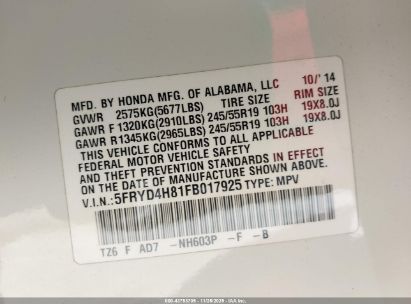 MFD. BY HONDA MFG. OF ALABAMA, LLC 10/'14
GVWR 2575KG(5677LBS) TIRE SIZE RIM SIZE
GAWR F 1320KG(2910LBS) 245/55R19 103H 19X8.0J
GAWR R1345KG(2965LBS) 245/55R19 103H 19X8.0J
THIS VEHICLE CONFORMS TO ALL APPLICABLE
FEDERAL MOTOR VEHICLE SAFETY, BUMPER,
AND THEFT PREVENTION STANDARDS IN EFFECT
ON THE DATE OF MANUFACTURE SHOWN ABOVE.
V.I.N.:5FRYD4H81FB017925 TYPE: MPV
TZ6 F AD7 -NH603P -F -B